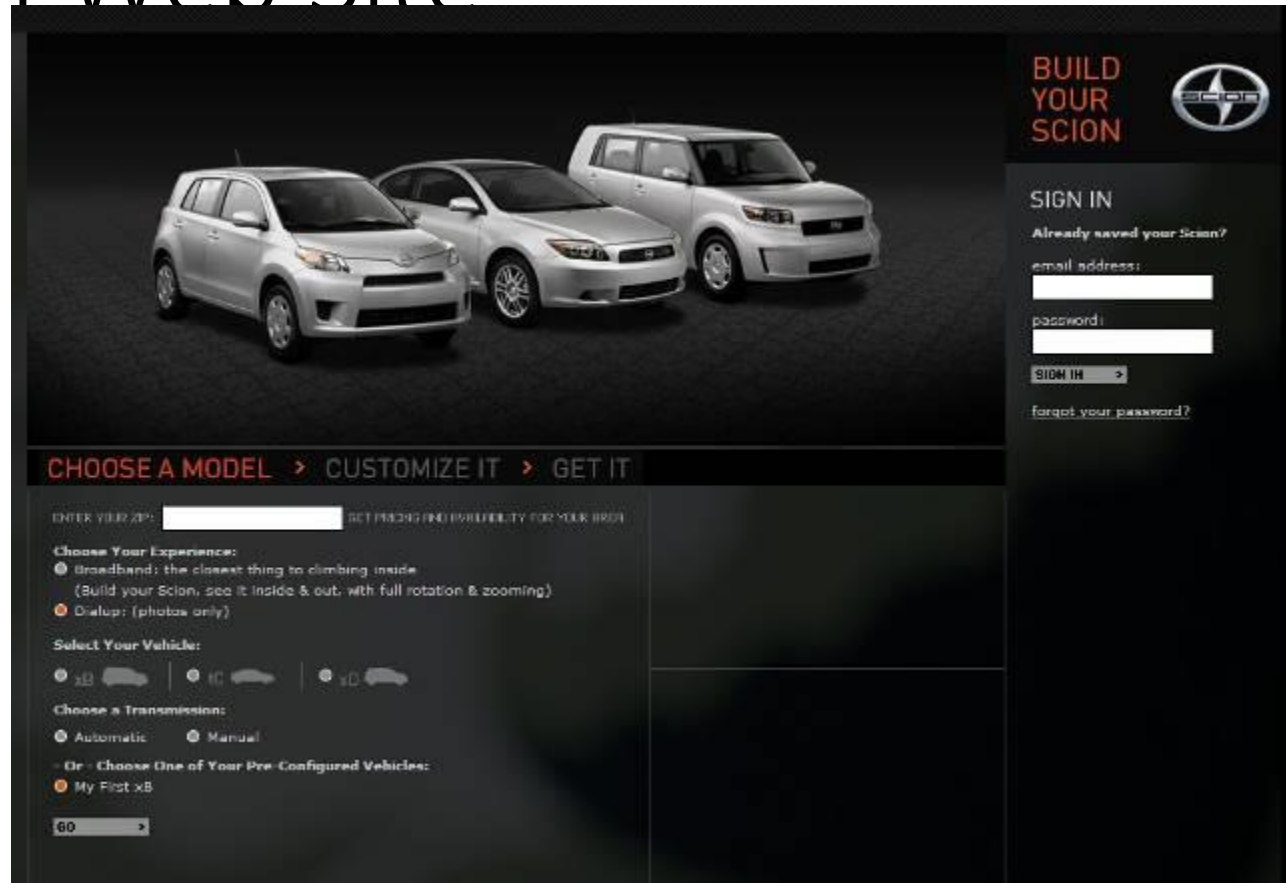 Web Site
BUILD
YOUR
SCION
SCION
SIGN IN
Already saved your Scion?
email address:
password:
SIGN IN >
forgot your password?
CHOOSE A MODEL > CUSTOMIZE IT > GET IT
ENTER YOUR ZIP: GET PRICING AND AVAILABILITY FOR YOUR AREA
Choose Your Experience:
Broadband: the closest thing to climbing inside
(Build your Scion, see it inside & out, with full rotation & zooming)
Dialup: (photos only)
Select Your Vehicle:
xB tC xD
Choose a Transmission:
Automatic Manual
- Or - Choose One of Your Pre-Configured Vehicles:
My First xB
GO >